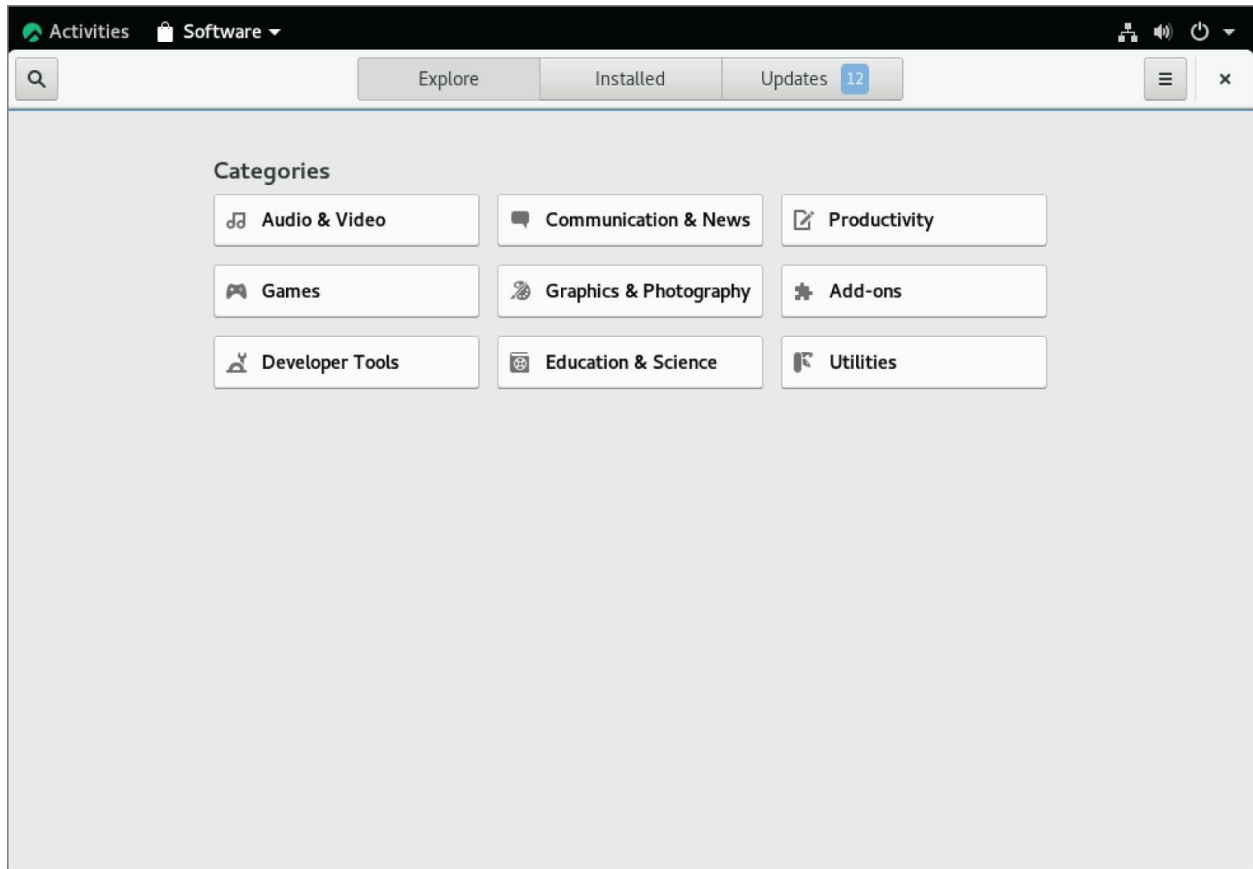 Activities Software
Explore Installed Updates 12
Categories
Audio & Video Communication & News Productivity
Games Graphics & Photography Add-ons
Developer Tools Education & Science Utilities